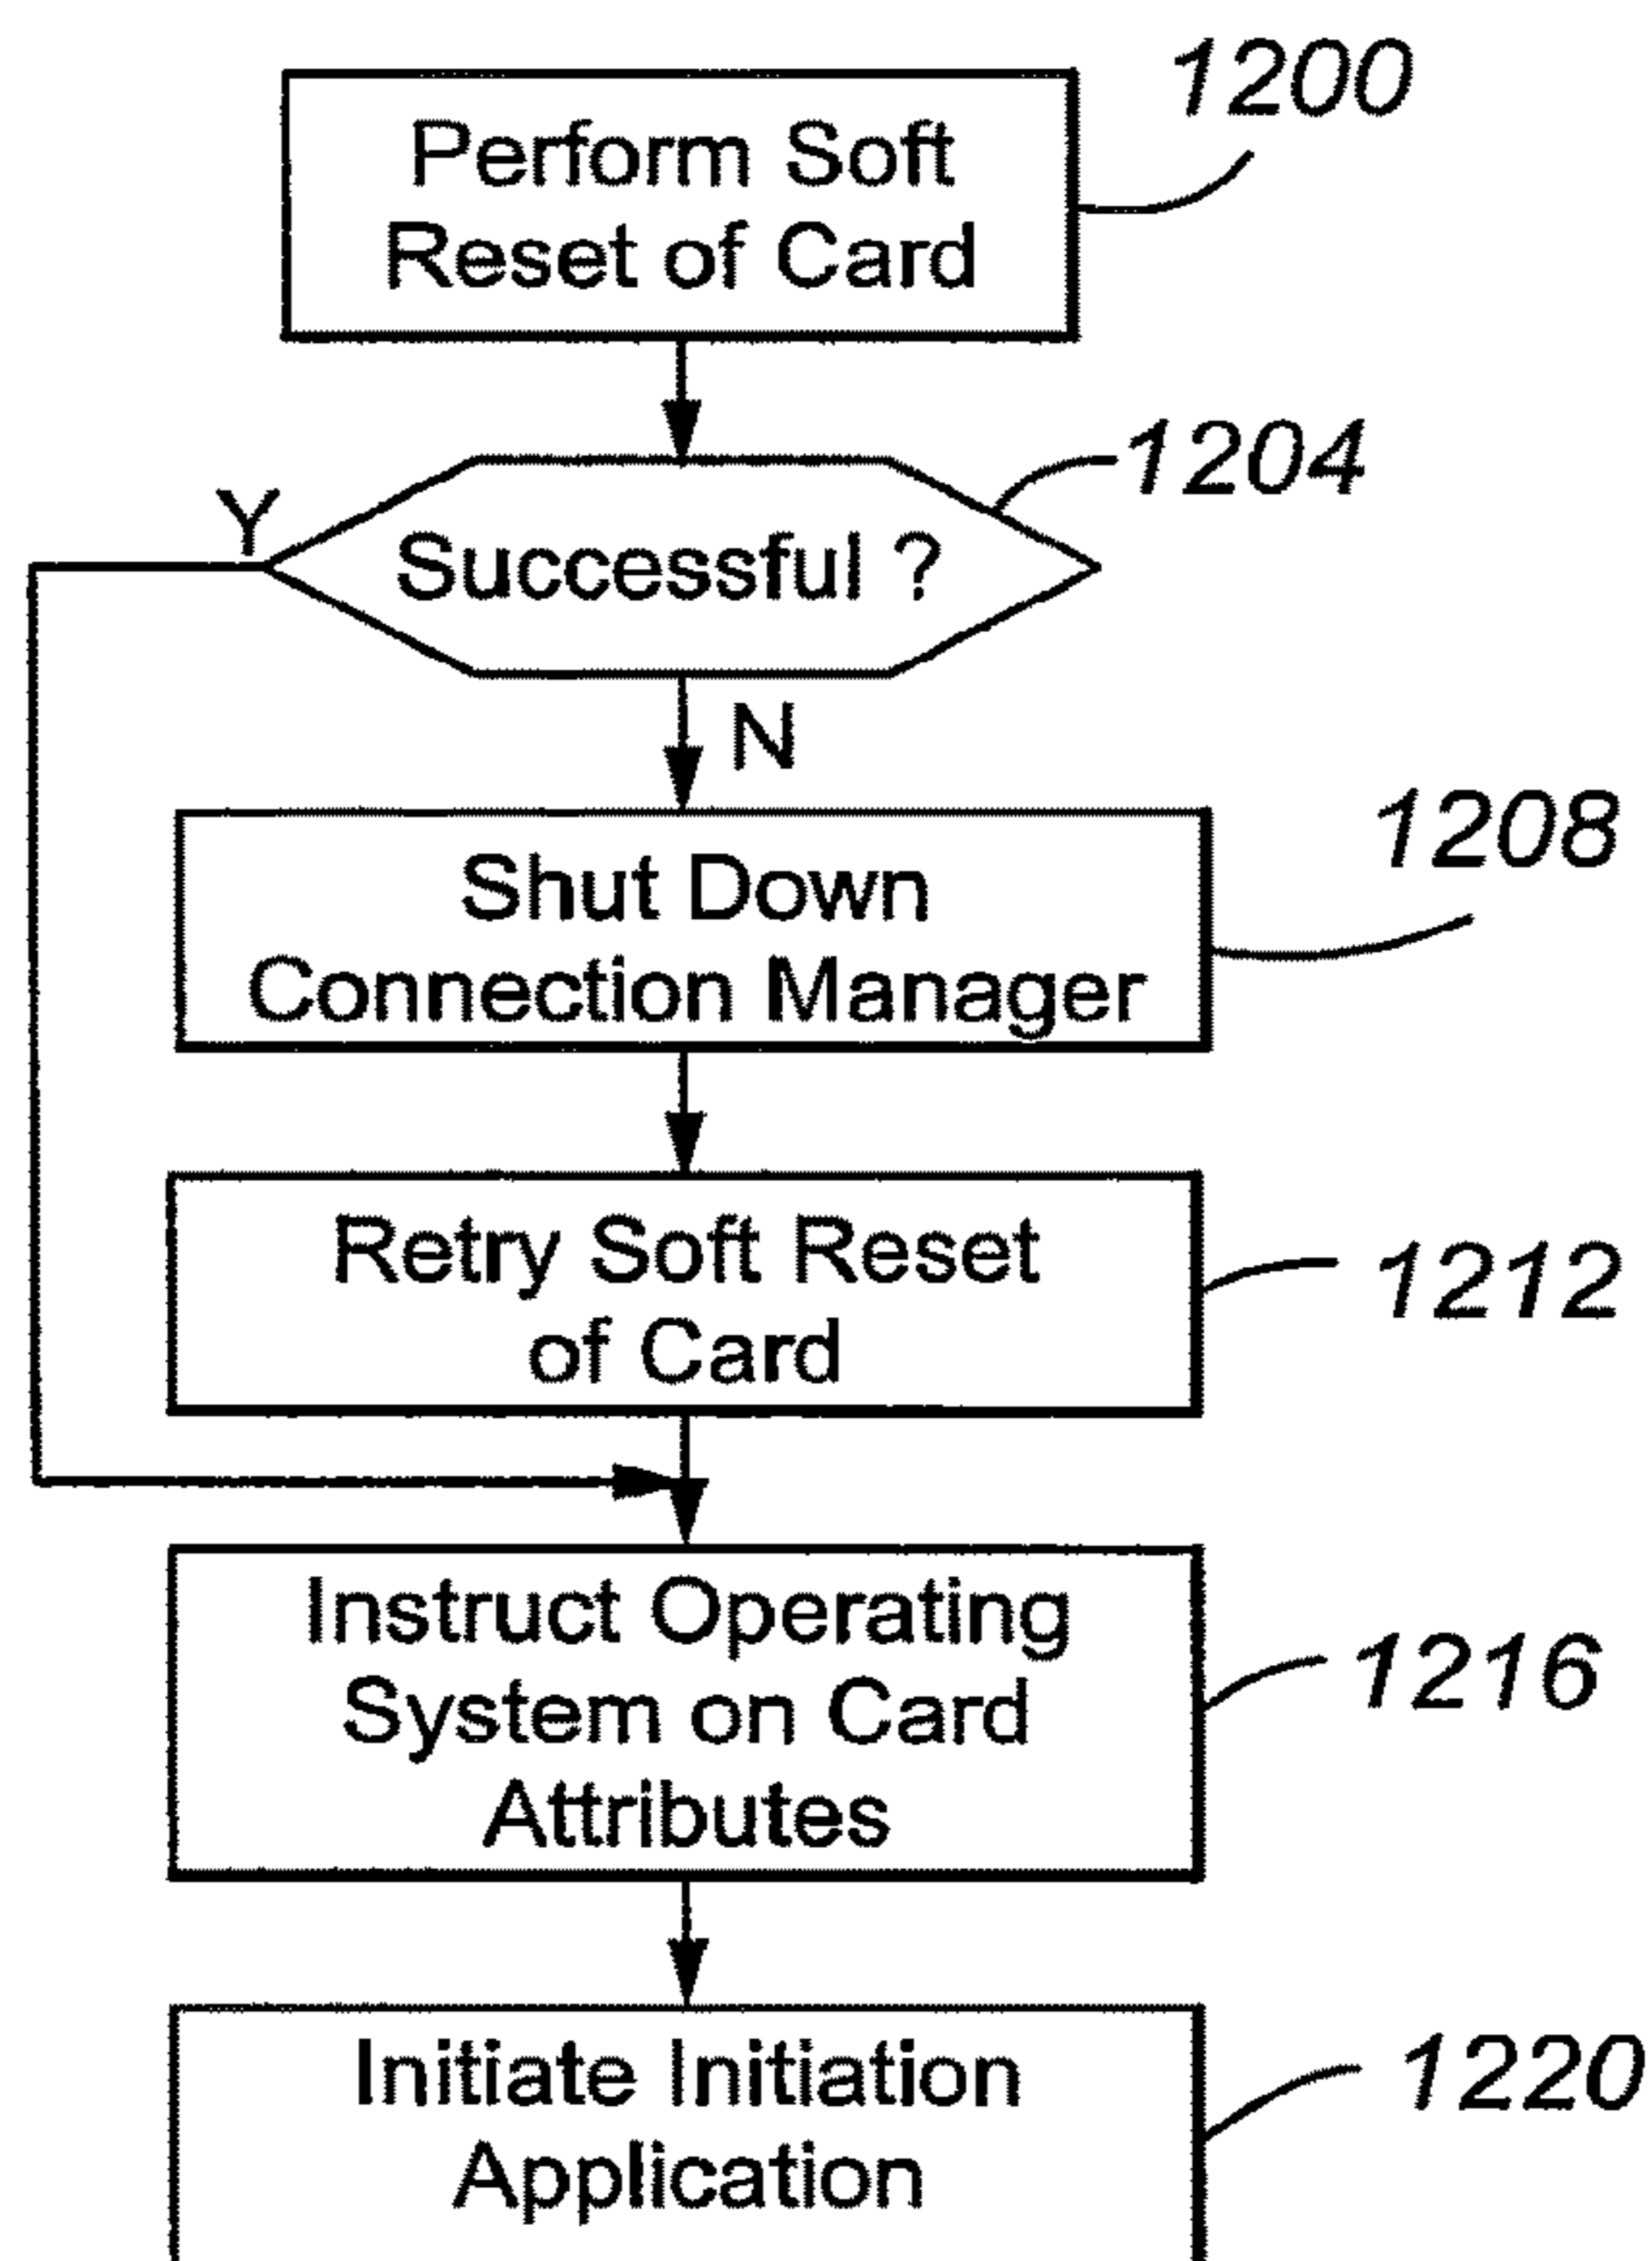 1200
Perform Soft
Reset of Card
1204
Y
Successful ?
N
1208
Shut Down
Connection Manager
Retry Soft Reset
1212
of Card
Instruct Operating
1216
System on Card
Attributes
Initiate Initiation
1220
Application